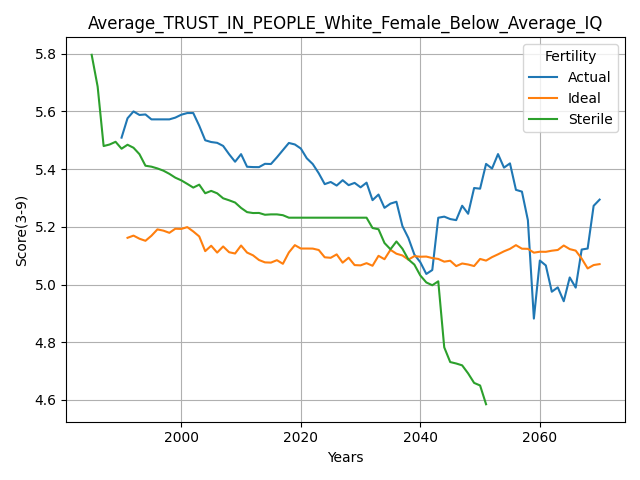 Average_TRUST_IN_PEOPLE_White_Female_Below_Average_IQ
Score(3-9)
5.8
5.6
5.4
5.2
5.0
4.8
4.6
Fertility
Actual
Ideal
Sterile
2000
2020
2040
2060
Years